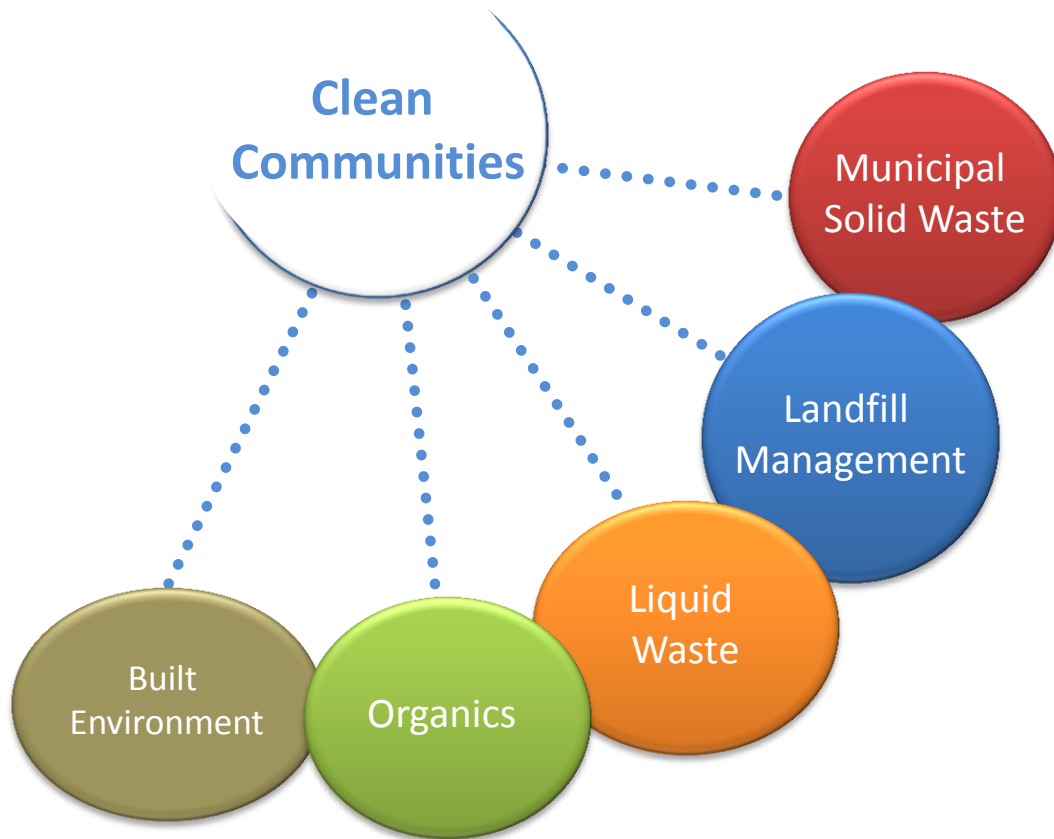 Clean
Communities
Municipal
Solid Waste
Landfill
Management
Liquid
Waste
Organics
Built
Environment